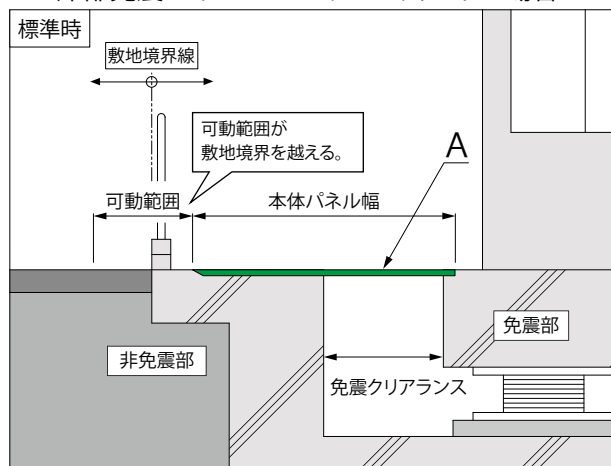 標準時
敷地境界線
可動範囲が
敷地境界を越える。
A
可動範囲
本体パネル幅
非免震部
免震クリアランス
免震部